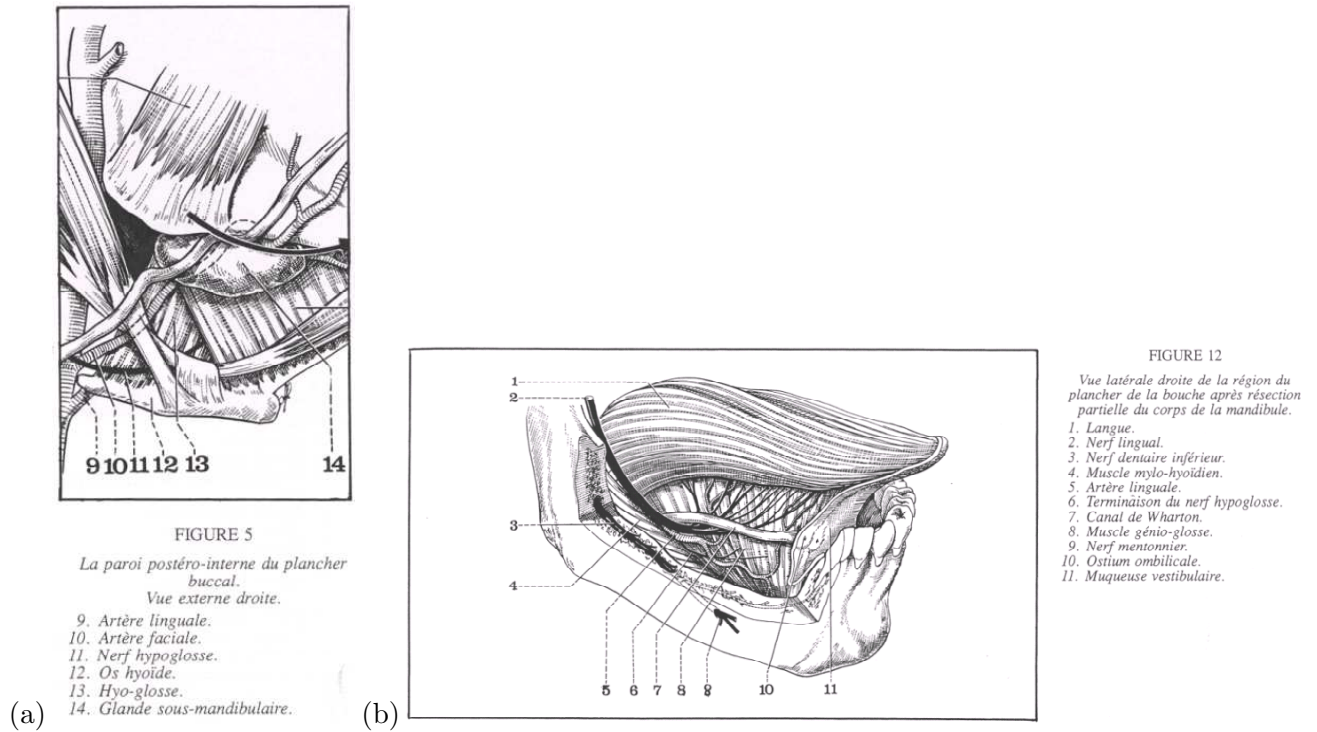 9 10 11 12 13 14
FIGURE 5
La paroi postéro-interne du plancher
buccal.
Vue externe droite.
9. Artère linguale.
10. Artère faciale.
11. Nerf hypoglosse.
12. Os hyoïde.
13. Hyo-glosse.
14. Glande sous-mandibulaire.
(a)
1
2
3
4
5 6 7 8 9 10 11
(b)
FIGURE 12
Vue latérale droite de la région du
plancher de la bouche après résection
partielle du corps de la mandibule.
1. Langue.
2. Nerf lingual.
3. Nerf dentaire inférieur.
4. Muscle mylo-hyoïdien.
5. Artère linguale.
6. Terminaison du nerf hypoglosse.
7. Canal de Wharton.
8. Muscle génio-glosse.
9. Nerf mentonnier.
10. Ostium ombilicale.
11. Muqueuse vestibulaire.